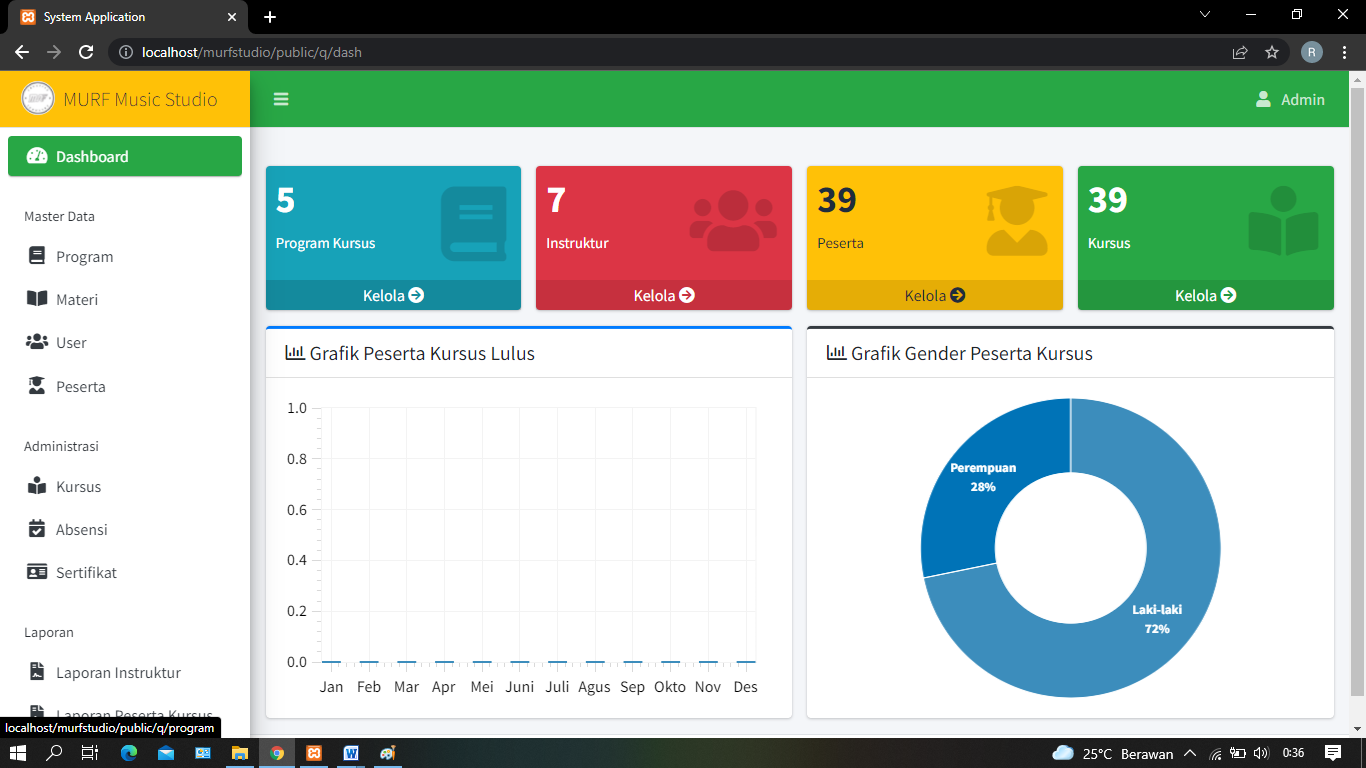 System Application
localhost/murfstudio/public/q/dash
R
MURF Music Studio
Admin
Dashboard
Master Data
Program
Materi
User
Peserta
Administrasi
Kursus
Absensi
Sertifikat
Laporan
Laporan Instruktur
Laporan Peserta Kursus
localhost/murfstudio/public/q/program
5
Program Kursus
Kelola
7
Instruktur
Kelola
39
Peserta
Kelola
39
Kursus
Kelola
Grafik Peserta Kursus Lulus
1.0
0.8
0.6
0.4
0.2
0.0
Jan Feb Mar Apr Mei Juni Juli Agus Sep Okto Nov Des
Grafik Gender Peserta Kursus
Perempuan
28%
Laki-laki
72%
25°C Berawan
0:36